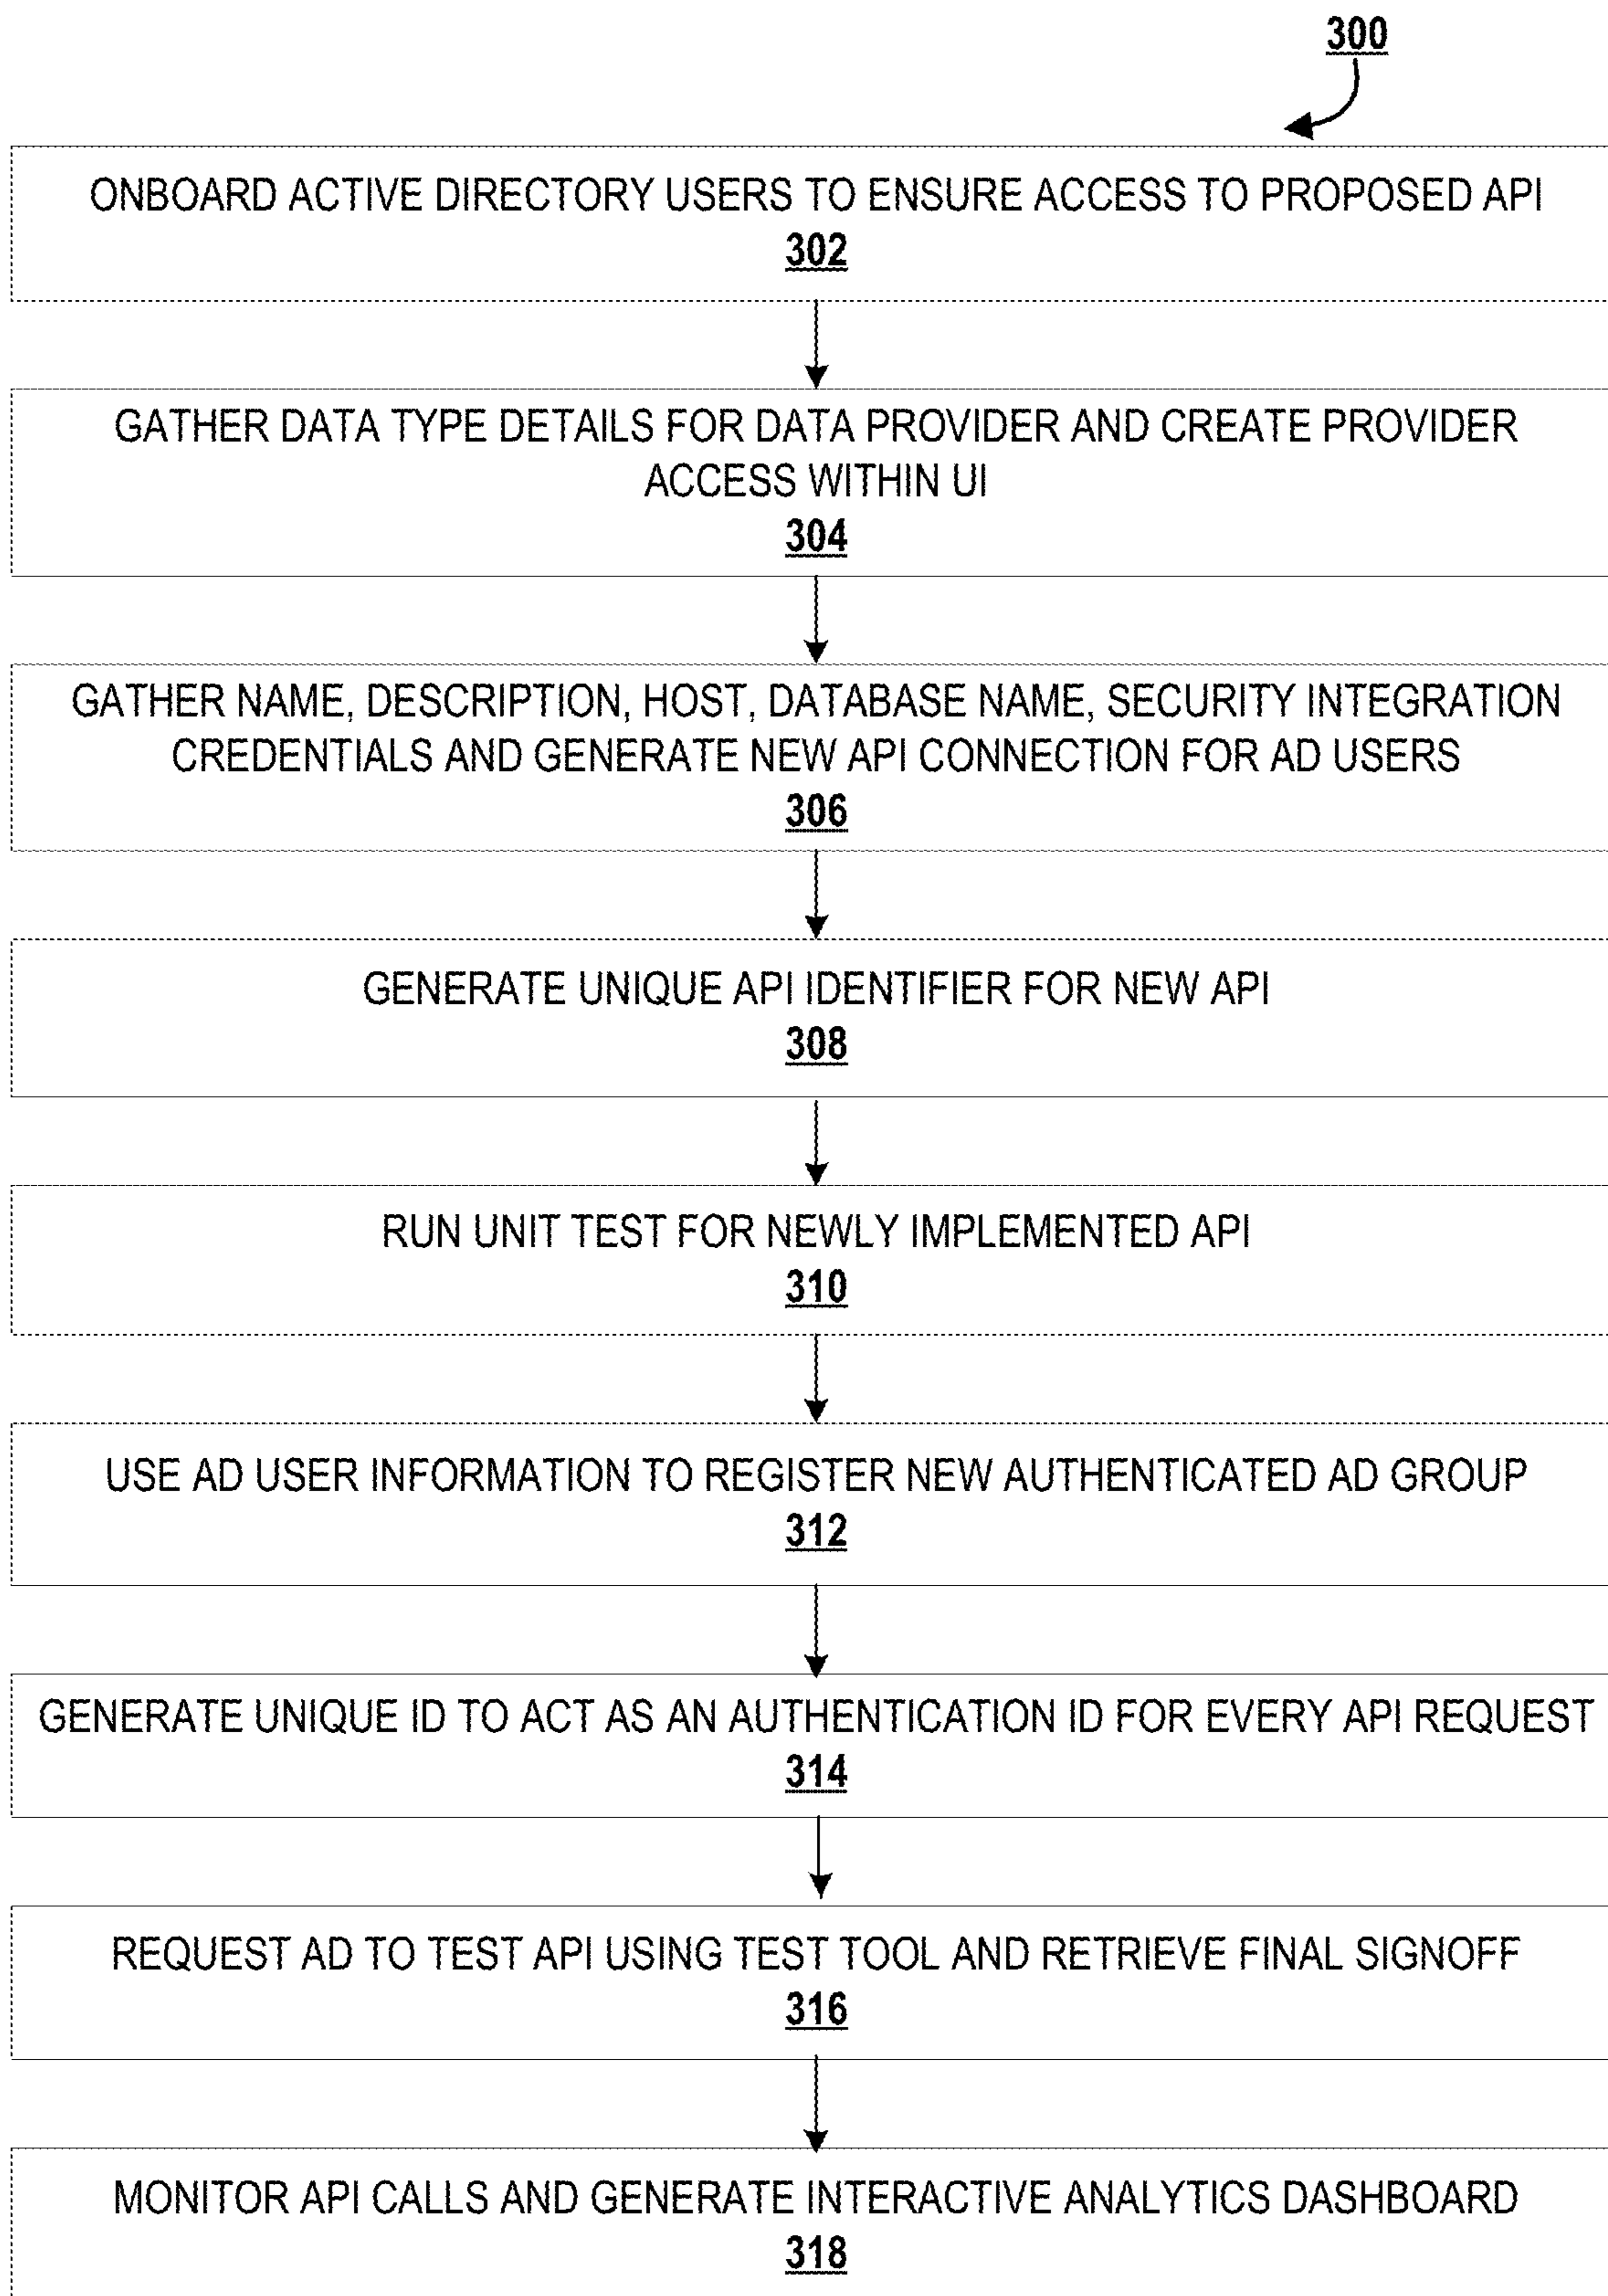 300
ONBOARD ACTIVE DIRECTORY USERS TO ENSURE ACCESS TO PROPOSED API
302
GATHER DATA TYPE DETAILS FOR DATA PROVIDER AND CREATE PROVIDER
ACCESS WITHIN UI
304
GATHER NAME, DESCRIPTION, HOST, DATABASE NAME, SECURITY INTEGRATION
CREDENTIALS AND GENERATE NEW API CONNECTION FOR AD USERS
306
GENERATE UNIQUE API IDENTIFIER FOR NEW API
308
RUN UNIT TEST FOR NEWLY IMPLEMENTED API
310
USE AD USER INFORMATION TO REGISTER NEW AUTHENTICATED AD GROUP
312
GENERATE UNIQUE ID TO ACT AS AN AUTHENTICATION ID FOR EVERY API REQUEST
314
REQUEST AD TO TEST API USING TEST TOOL AND RETRIEVE FINAL SIGNOFF
316
MONITOR API CALLS AND GENERATE INTERACTIVE ANALYTICS DASHBOARD
318